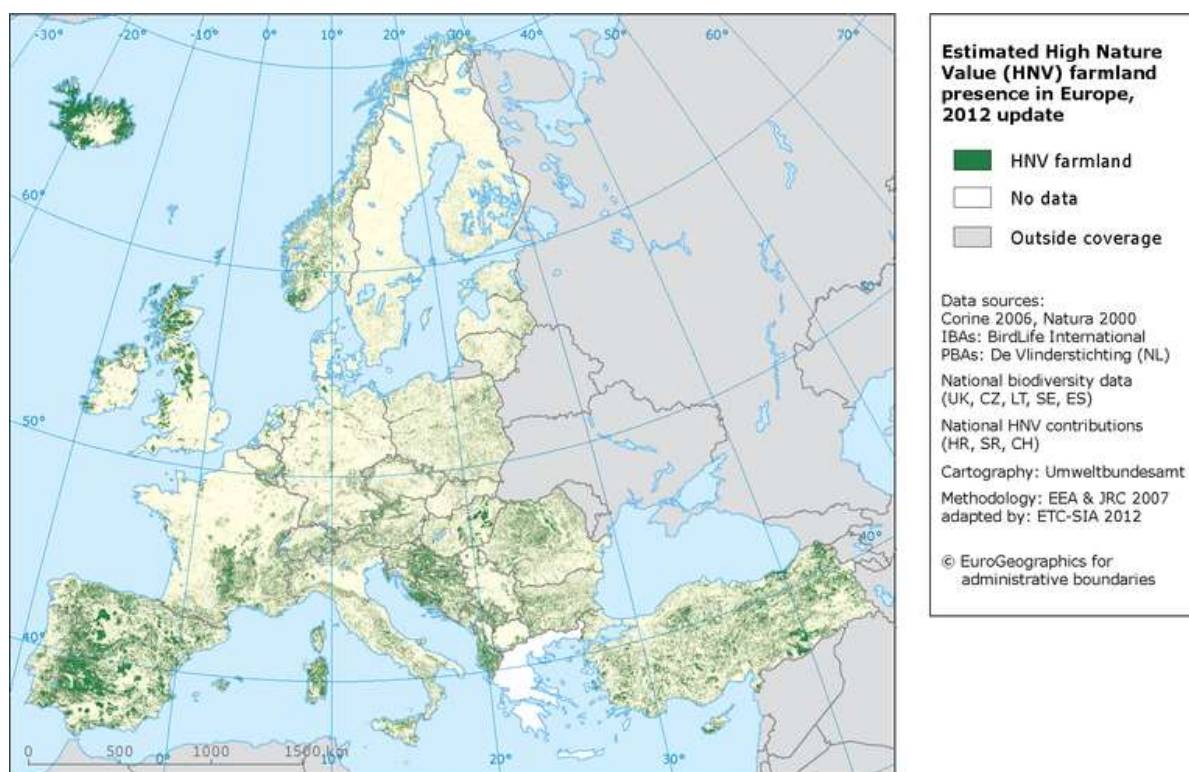 -30°
-20°
-10°
0°
10°
20°
30°
40°
50°
60°
70°
60°
50°
40°
50°
40°
0°
10°
20°
30°
0 500 1000 1500 km
Estimated High Nature
Value (HNV) farmland
presence in Europe,
2012 update
HNV farmland
No data
Outside coverage
Data sources:
Corine 2006, Natura 2000
IBAs: BirdLife International
PBAs: De Vlinderstichting (NL)
National biodiversity data
(UK, CZ, LT, SE, ES)
National HNV contributions
(HR, SR, CH)
Cartography: Umweltbundesamt
Methodology: EEA & JRC 2007
adapted by: ETC-SIA 2012
© EuroGeographics for
administrative boundaries